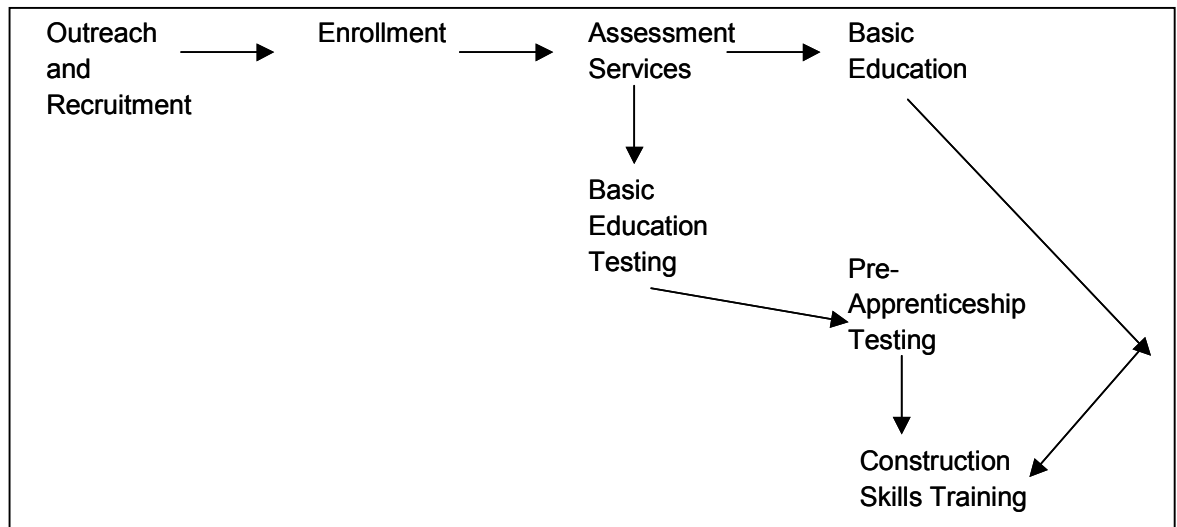 Outreach
and
Recruitment
Enrollment
Assessment
Services
Basic
Education
Basic
Education
Testing
Pre-
Apprenticeship
Testing
Construction
Skills Training